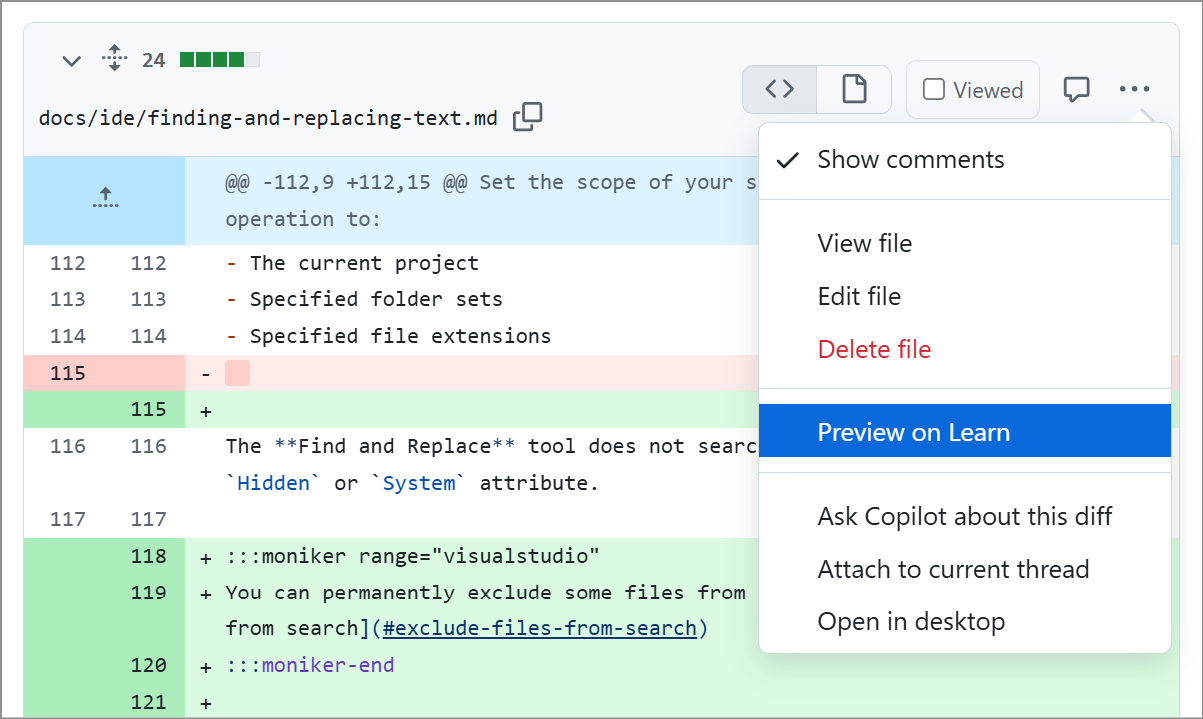 24
Viewed
docs/ide/finding-and-replacing-text.md
Show comments
View file
Edit file
Delete file
Preview on Learn
Ask Copilot about this diff
Attach to current thread
Open in desktop
@@ -112,9 +112,15 @@ Set the scope of your
operation to:
112 112 - The current project
113 113 - Specified folder sets
114 114 - Specified file extensions
115 -
115 +
116 116 The **Find and Replace** tool does not
`Hidden` or `System` attribute.
117 117
118 + :::moniker range="visualstudio"
119 + You can permanently exclude some files from
from search](#exclude-files-from-search)
120 + :::moniker-end
121 +